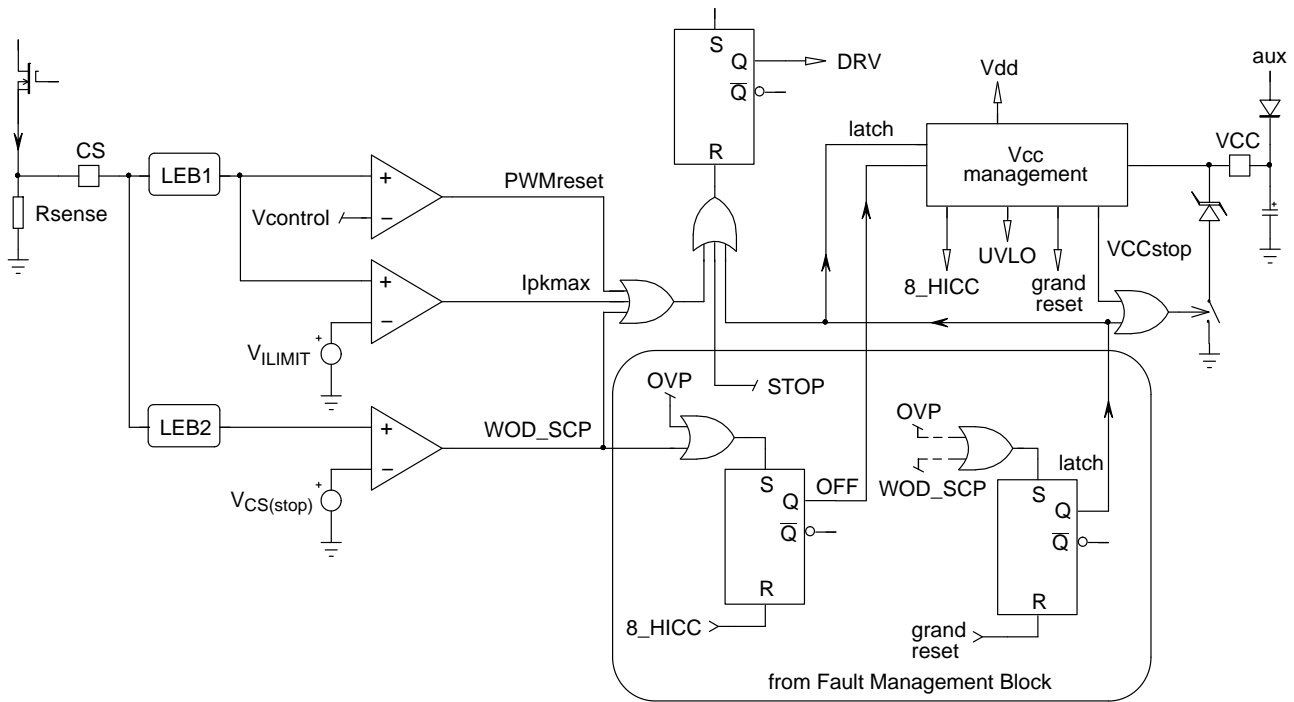 S
Q
Q
R
DRV
Vdd
aux
latch
VCC
Vcc
management
CS
LEB1
+
−
PWMreset
Rsense
Vcontrol
UVLO
VCCstop
8_HICC
grand
reset
+
−
Ipkmax
+
+
VILIMIT
OVP
STOP
LEB2
+
−
WOD_SCP
OVP
WOD_SCP
latch
+
VCS(stop)
S
Q
Q
R
OFF
S
Q
Q
R
8_HICC
grand
reset
from Fault Management Block